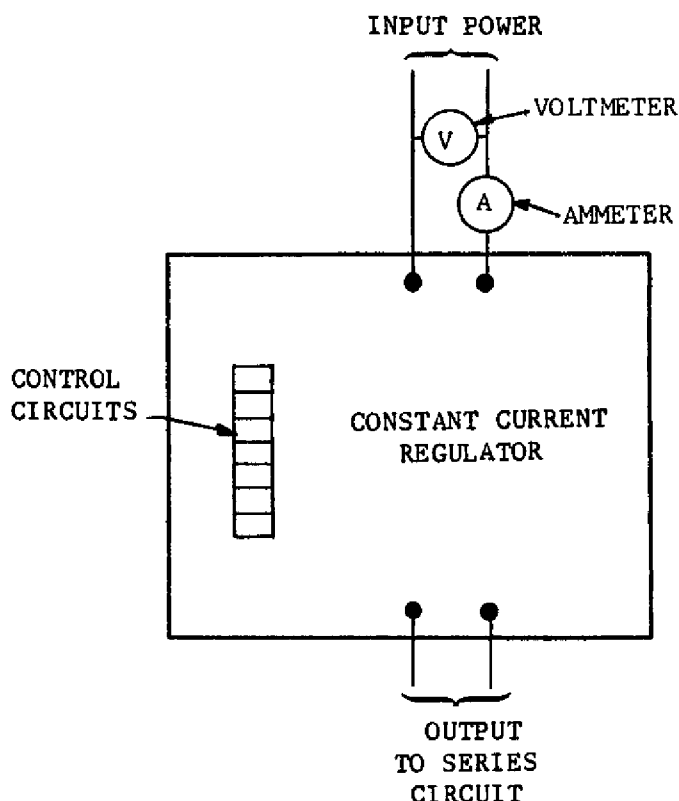 INPUT POWER
V
VOLTMETER
A
AMMETER
CONTROL
CIRCUITS
CONSTANT CURRENT
REGULATOR
OUTPUT
TO SERIES
CIRCUIT